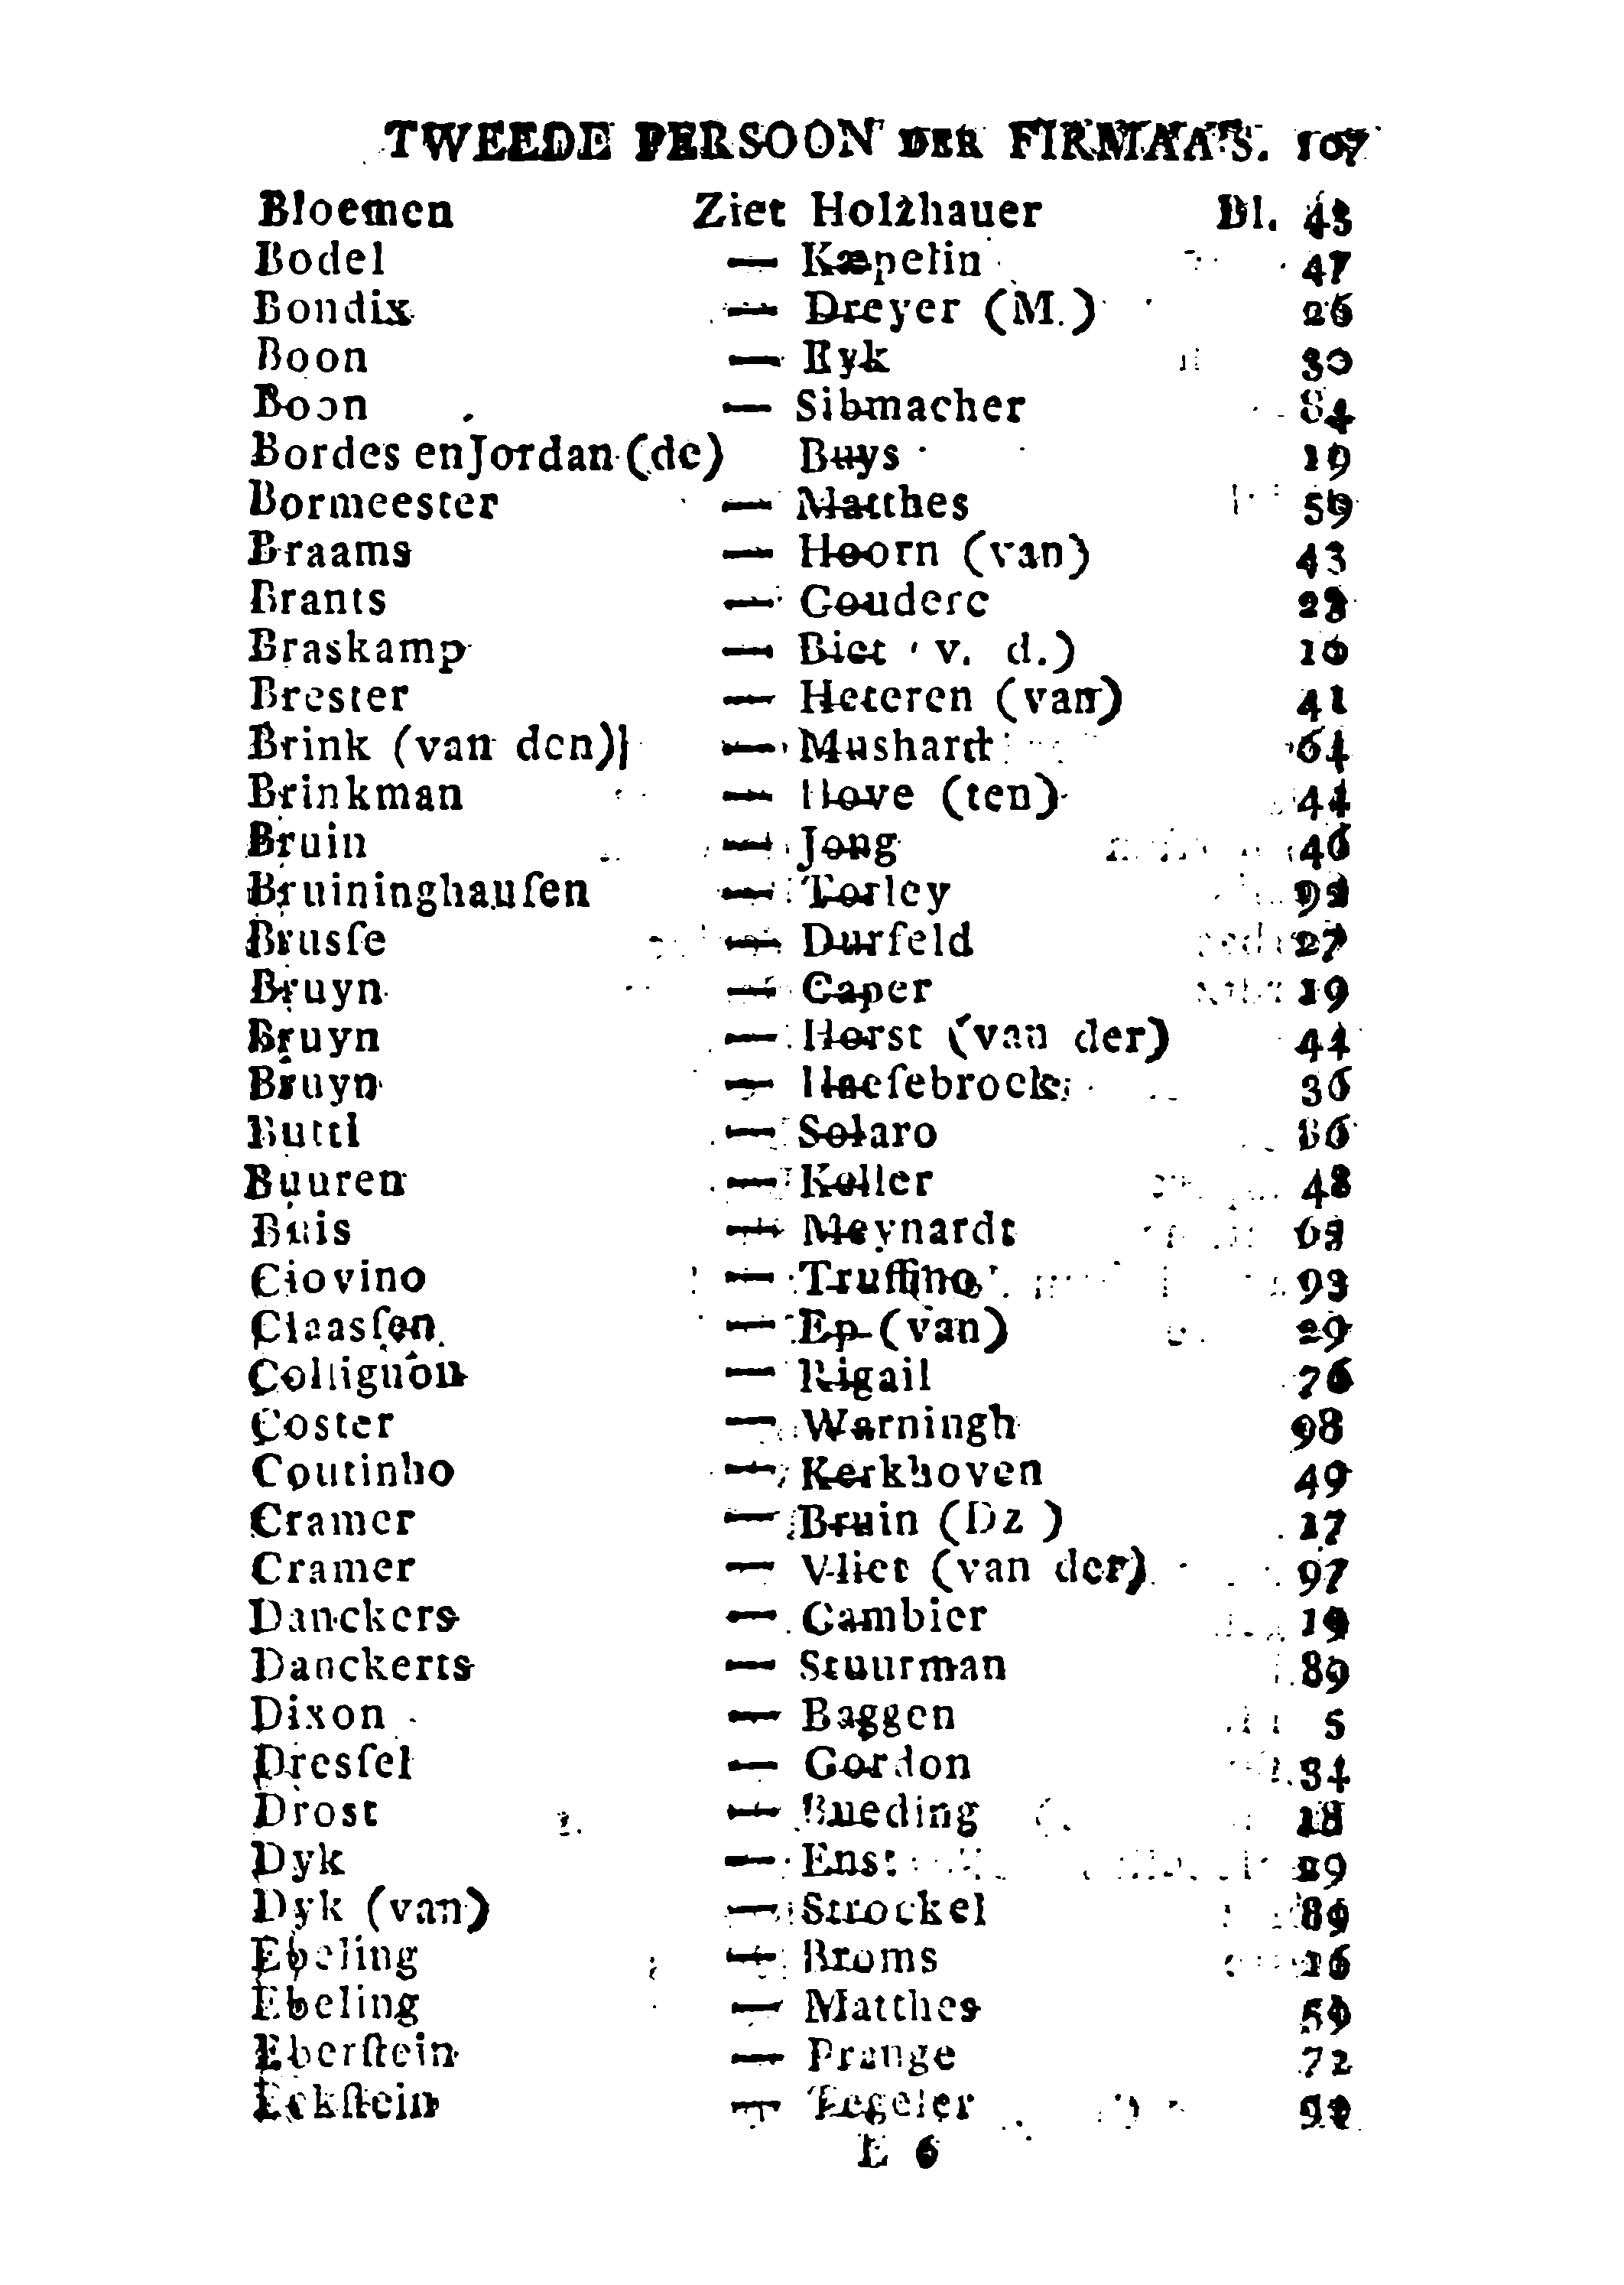 TWEEDE PERSOON DER FIRMAAS. 107
Bloemen Ziet Holzhauer Bl. 43
Bodel — Kæpelin 47
Bondix — Dreyer (M.) 26
Boon — Eyk 30
Boon — Sibmacher 84
Bordes en Jordan (de) Buys 19
Bormeester — Matthes 59
Braams — Hoorn (van) 43
Brants — Couderc 23
Braskamp — Biet v. d.) 10
Brester — Heteren (van) 41
Brink (van den) — Mushardt 64
Brinkman — Hove (ten) 44
Bruin — Jong 46
Bruininghauſen — Torley
Brusſe — Durfeld 27
Bruyn — Caper 19
Bruyn — Horst (van der) 44
Bruyn — Haeſebrock 36
Buttl — Solaro 86
Buuren — Keller 48
Buis — Meynardt
Ciovino — Truffino 93
Claasſen — Ep (van) 29
Collignon — Rigail 76
Coster — Warningh 98
Coutinho — Kerkhoven 49
Cramer — Bruin (Dz ) 17
Cramer — Vliet (van der) 97
Danckers — Cambier 19
Danckerts — Stuurman 89
Dixon — Baggen 5
Dresſel — Gordon 34
Drost — Bueding 18
Dyk — Enst 29
Dyk (van) — Strockel 89
Ebeling — Broms 16
Ebeling — Matthes 59
Eberſtein — Prange 72
Eckſtein — Tegeler
E 6